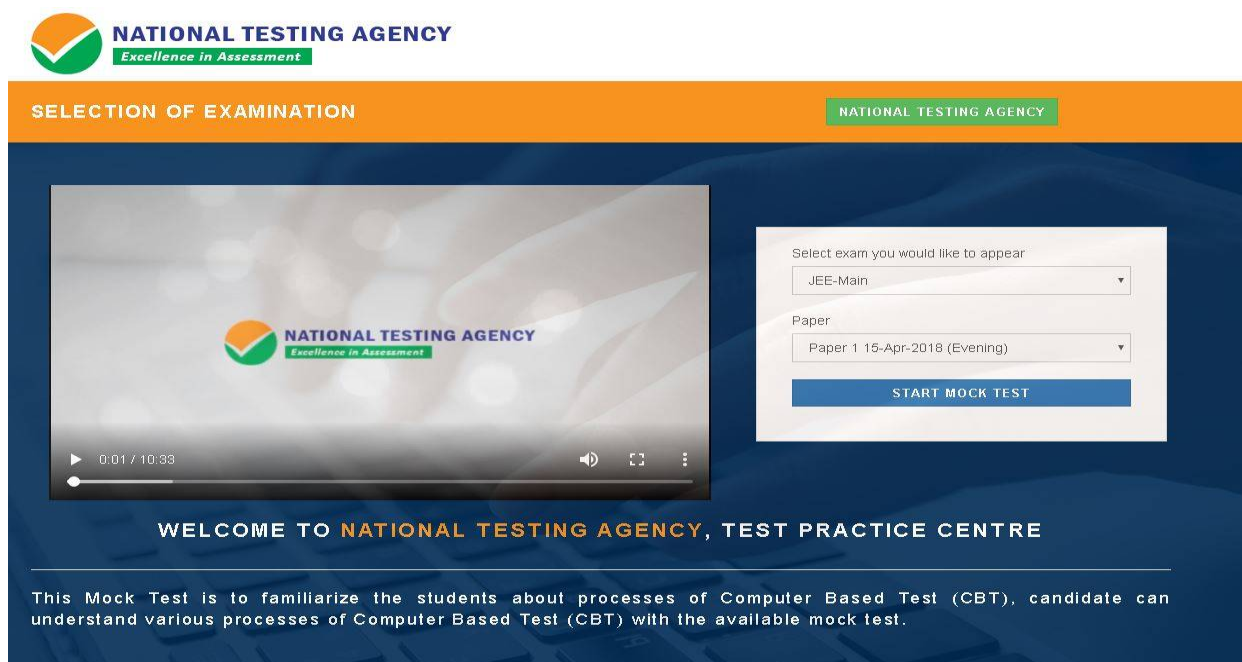 NATIONAL TESTING AGENCY
Excellence in Assessment
SELECTION OF EXAMINATION
NATIONAL TESTING AGENCY
NATIONAL TESTING AGENCY
Excellence in Assessment
0:01 / 10:33
Select exam you would like to appear
JEE-Main
Paper
Paper 1 15-Apr-2018 (Evening)
START MOCK TEST
WELCOME TO NATIONAL TESTING AGENCY, TEST PRACTICE CENTRE
This Mock Test is to familiarize the students about processes of Computer Based Test (CBT), candidate can
understand various processes of Computer Based Test (CBT) with the available mock test.